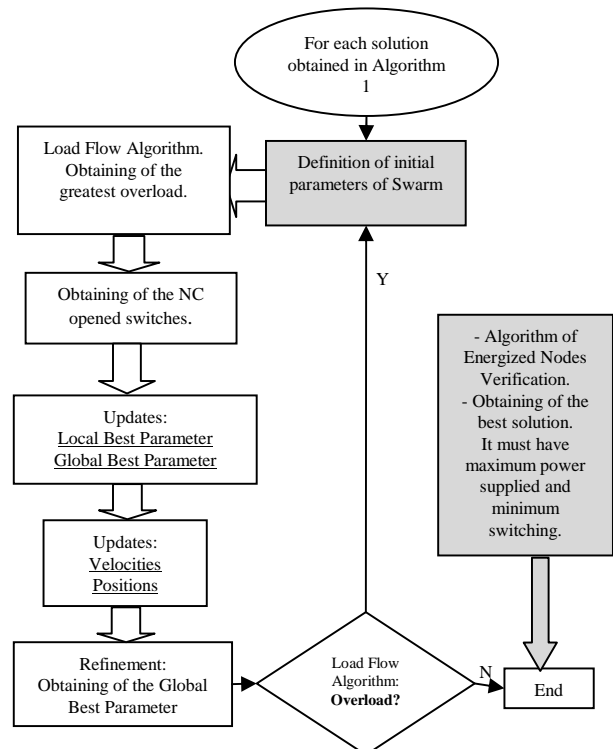 For each solution
obtained in Algorithm
1
Load Flow Algorithm.
Obtaining of the
greatest overload.
Definition of initial
parameters of Swarm
Obtaining of the NC
opened switches.
Y
- Algorithm of
Energized Nodes
Verification.
- Obtaining of the
best solution.
It must have
maximum power
supplied and
minimum
switching.
Updates:
Local Best Parameter
Global Best Parameter
Updates:
Velocities
Positions
Refinement:
Obtaining of the Global
Best Parameter
Load Flow
Algorithm:
Overload?
N
End